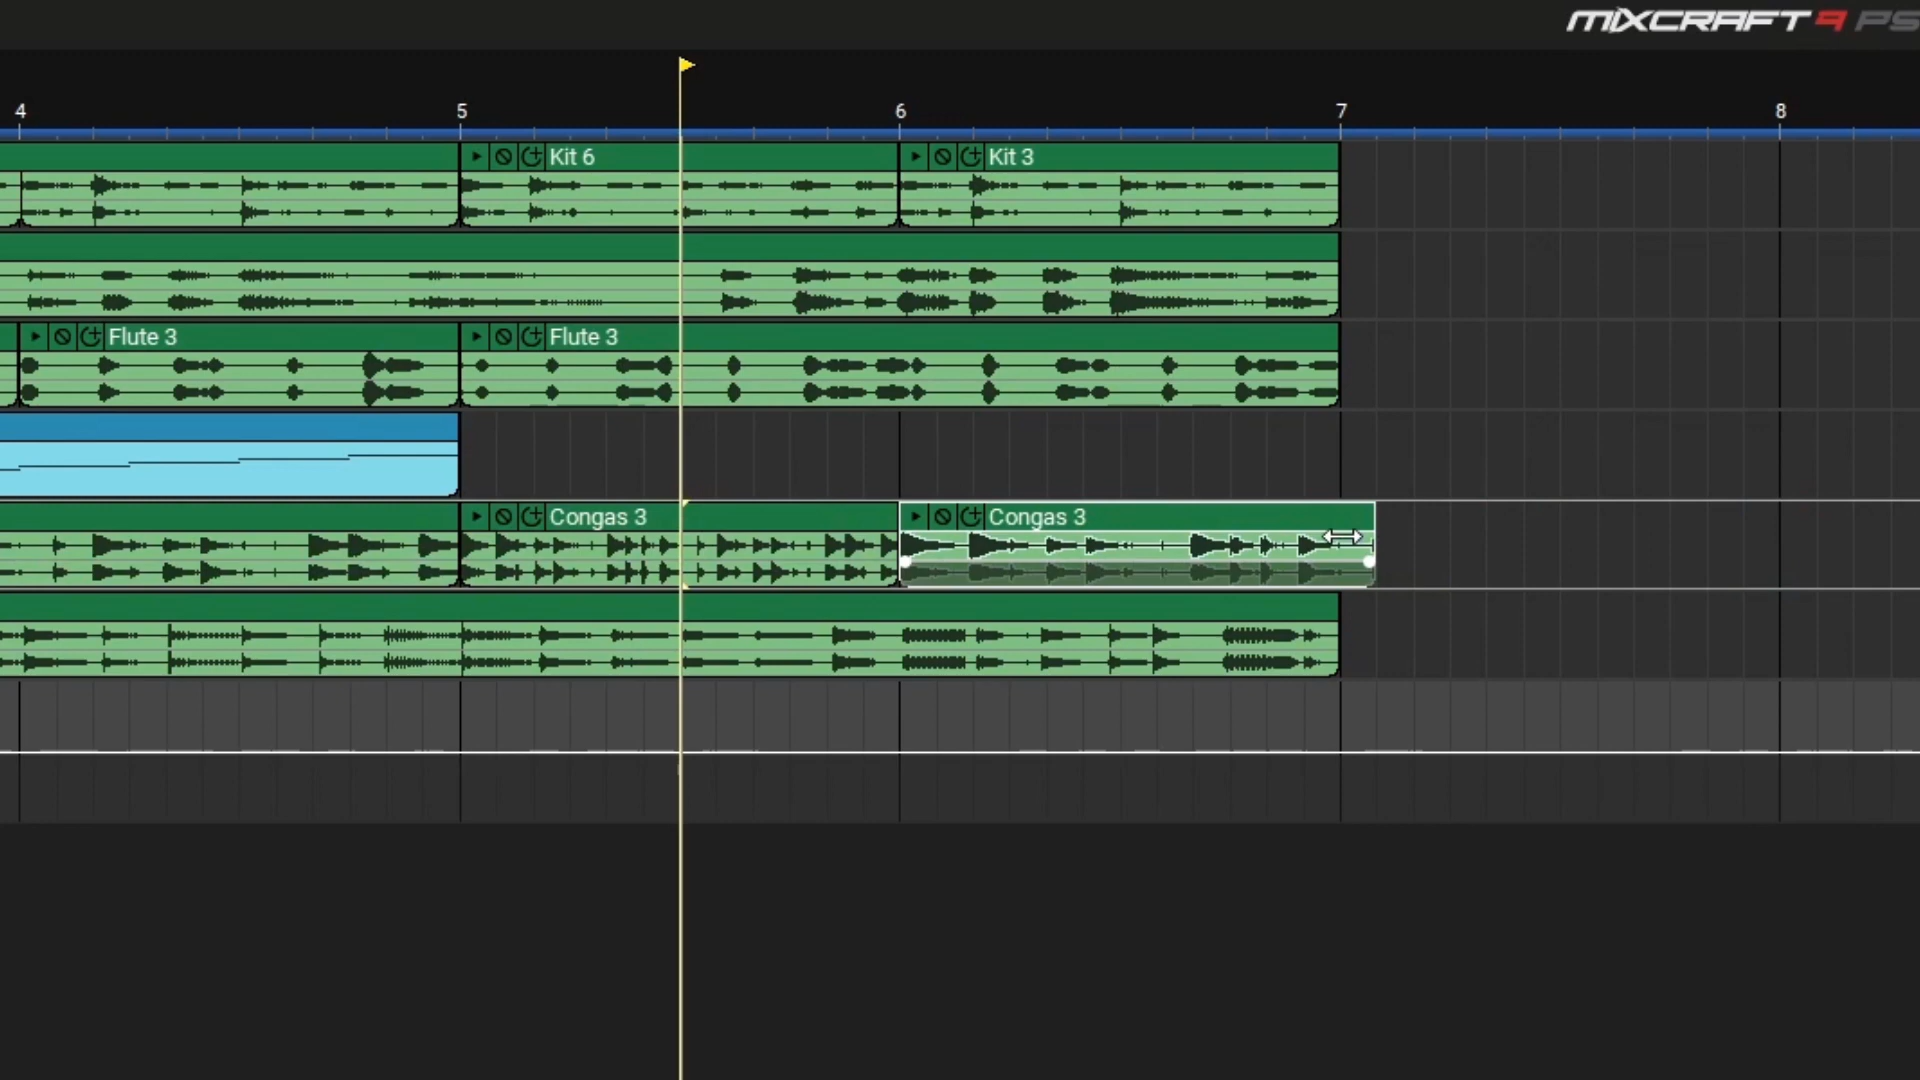 MIXCRAFT 9 PS
4 5 6 7 8
Kit 6 Kit 3
Flute 3 Flute 3
Congas 3 Congas 3